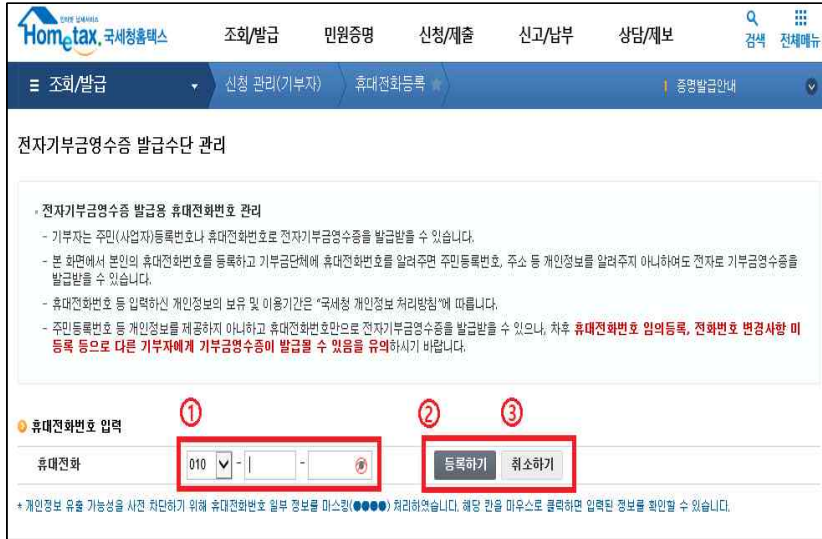 인터넷 납세서비스
Hometax. 국세청홈택스
조회/발급 민원증명 신청/제출 신고/납부 상담/제보 검색 전체메뉴
조회/발급 신청 관리(기부자) 휴대전화등록 증명발급안내
전자기부금영수증 발급수단 관리
전자기부금영수증 발급용 휴대전화번호 관리
- 기부자는 주민(사업자)등록번호나 휴대전화번호로 전자기부금영수증을 발급받을 수 있습니다.
- 본 화면에서 본인의 휴대전화번호를 등록하고 기부금단체에 휴대전화번호를 알려주면 주민등록번호, 주소 등 개인정보를 알려주지 아니하여도 전자로 기부금영수증을
발급받을 수 있습니다.
- 휴대전화번호 등 입력하신 개인정보의 보유 및 이용기간은 "국세청 개인정보 처리방침"에 따릅니다.
- 주민등록번호 등 개인정보를 제공하지 아니하고 휴대전화번호만으로 전자기부금영수증을 발급받을 수 있으나, 차후 휴대전화번호 임의등록, 전화번호 변경사항 미
등록 등으로 다른 기부자에게 기부금영수증이 발급될 수 있음을 유의하시기 바랍니다.
① ② ③
휴대전화번호 입력
휴대전화 010 - - 등록하기 취소하기
* 개인정보 유출 가능성을 사전 차단하기 위해 휴대전화번호 일부 정보를 마스킹(●●●●) 처리하였습니다. 해당 칸을 마우스로 클릭하면 입력된 정보를 확인할 수 있습니다.